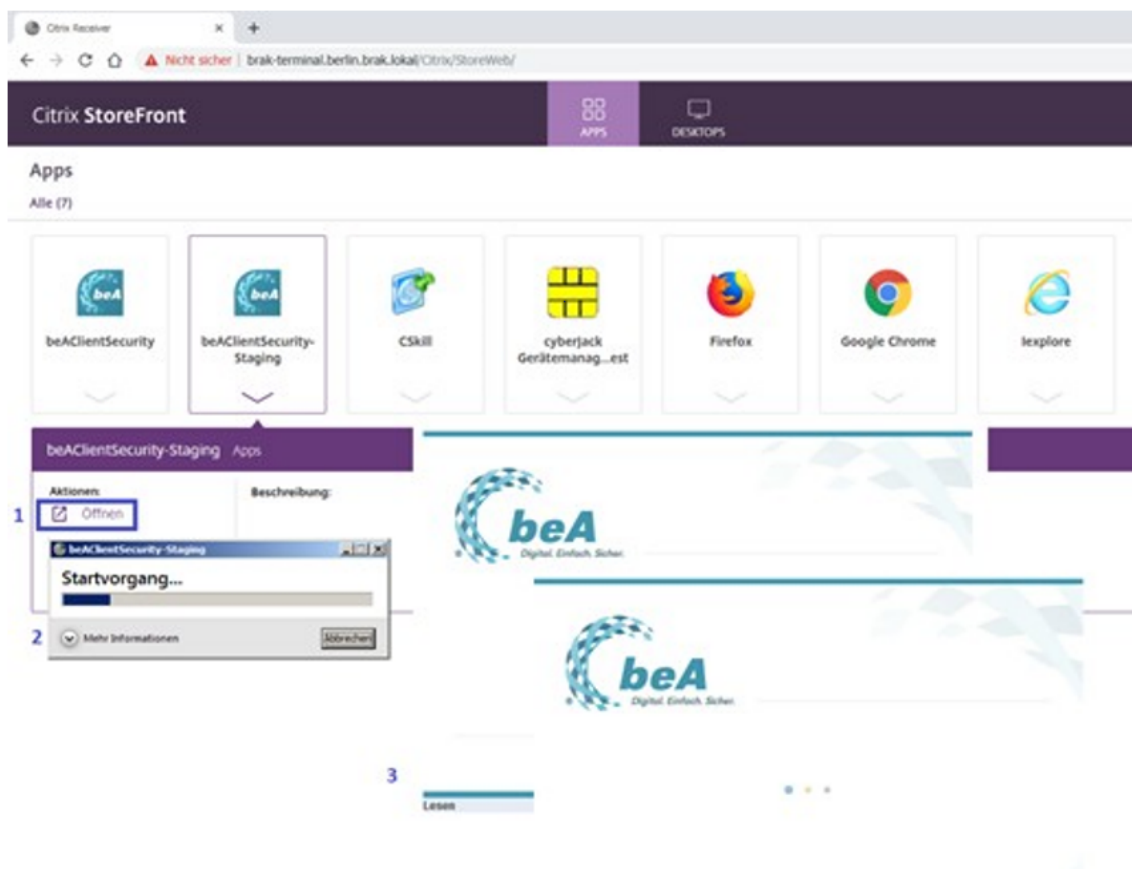 Citrix Receiver
Nicht sicher | brak-terminal.berlin.brak.lokal/Citrix/StoreWeb/
Citrix StoreFront
APPS
DESKTOPS
Apps
Alle (7)
beA
beAClientSecurity
beA
beAClientSecurity-
Staging
CSkill
cyberJack
Gerätemanag...est
Firefox
Google Chrome
Iexplore
beAClientSecurity-Staging Apps
Aktionen:
Beschreibung:
1
Öffnen
beAClientSecurity-Staging
Startvorgang...
2
Mehr Informationen
Abbrechen
beA
Digital. Einfach. Sicher.
beA
Digital. Einfach. Sicher.
3
Lesen